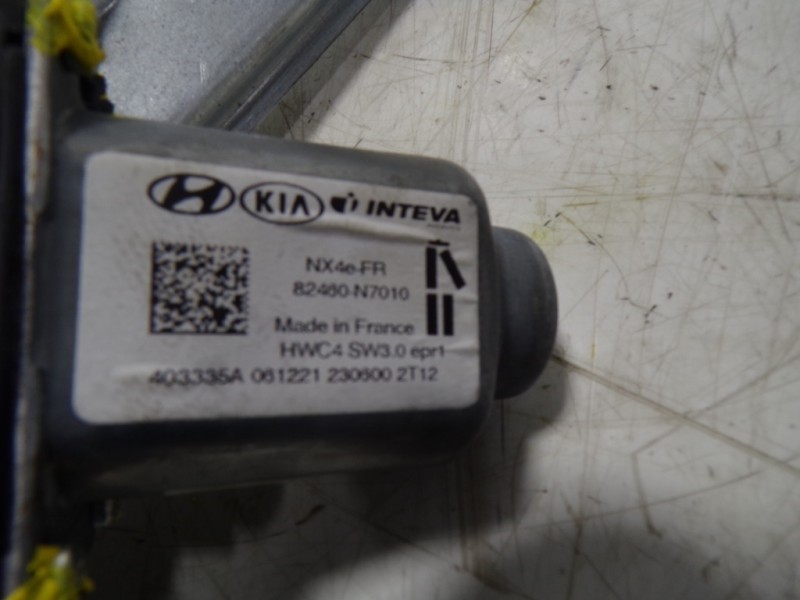 KIA INTEVA
NX4e-FR
82460-N7010
Made in France
HWC4 SW3.0 epr1
403335A 061221 230600 2T12